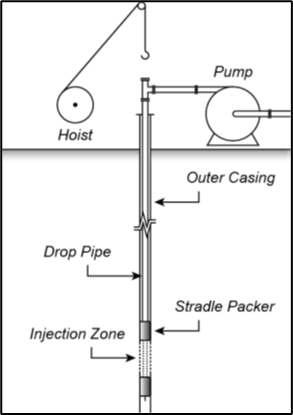 Pump
Hoist
Outer Casing
Drop Pipe
Stradle Packer
Injection Zone